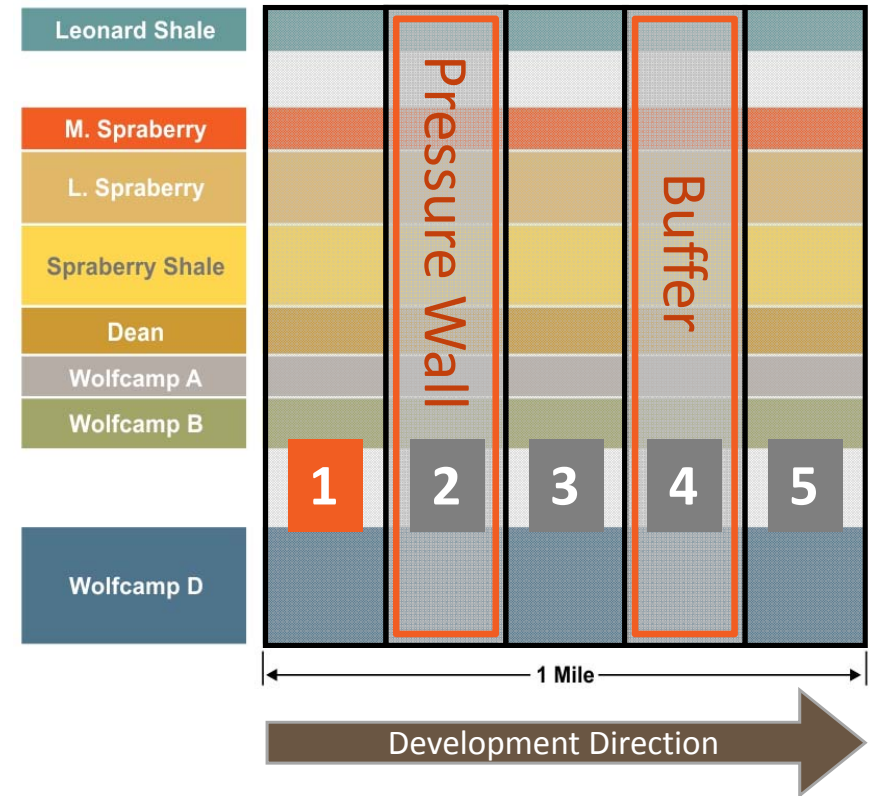 Leonard Shale
M. Spraberry
L. Spraberry
Spraberry Shale
Dean
Wolfcamp A
Wolfcamp B
Wolfcamp D
Pressure Wall
Buffer
1
2
3
4
5
1 Mile
Development Direction